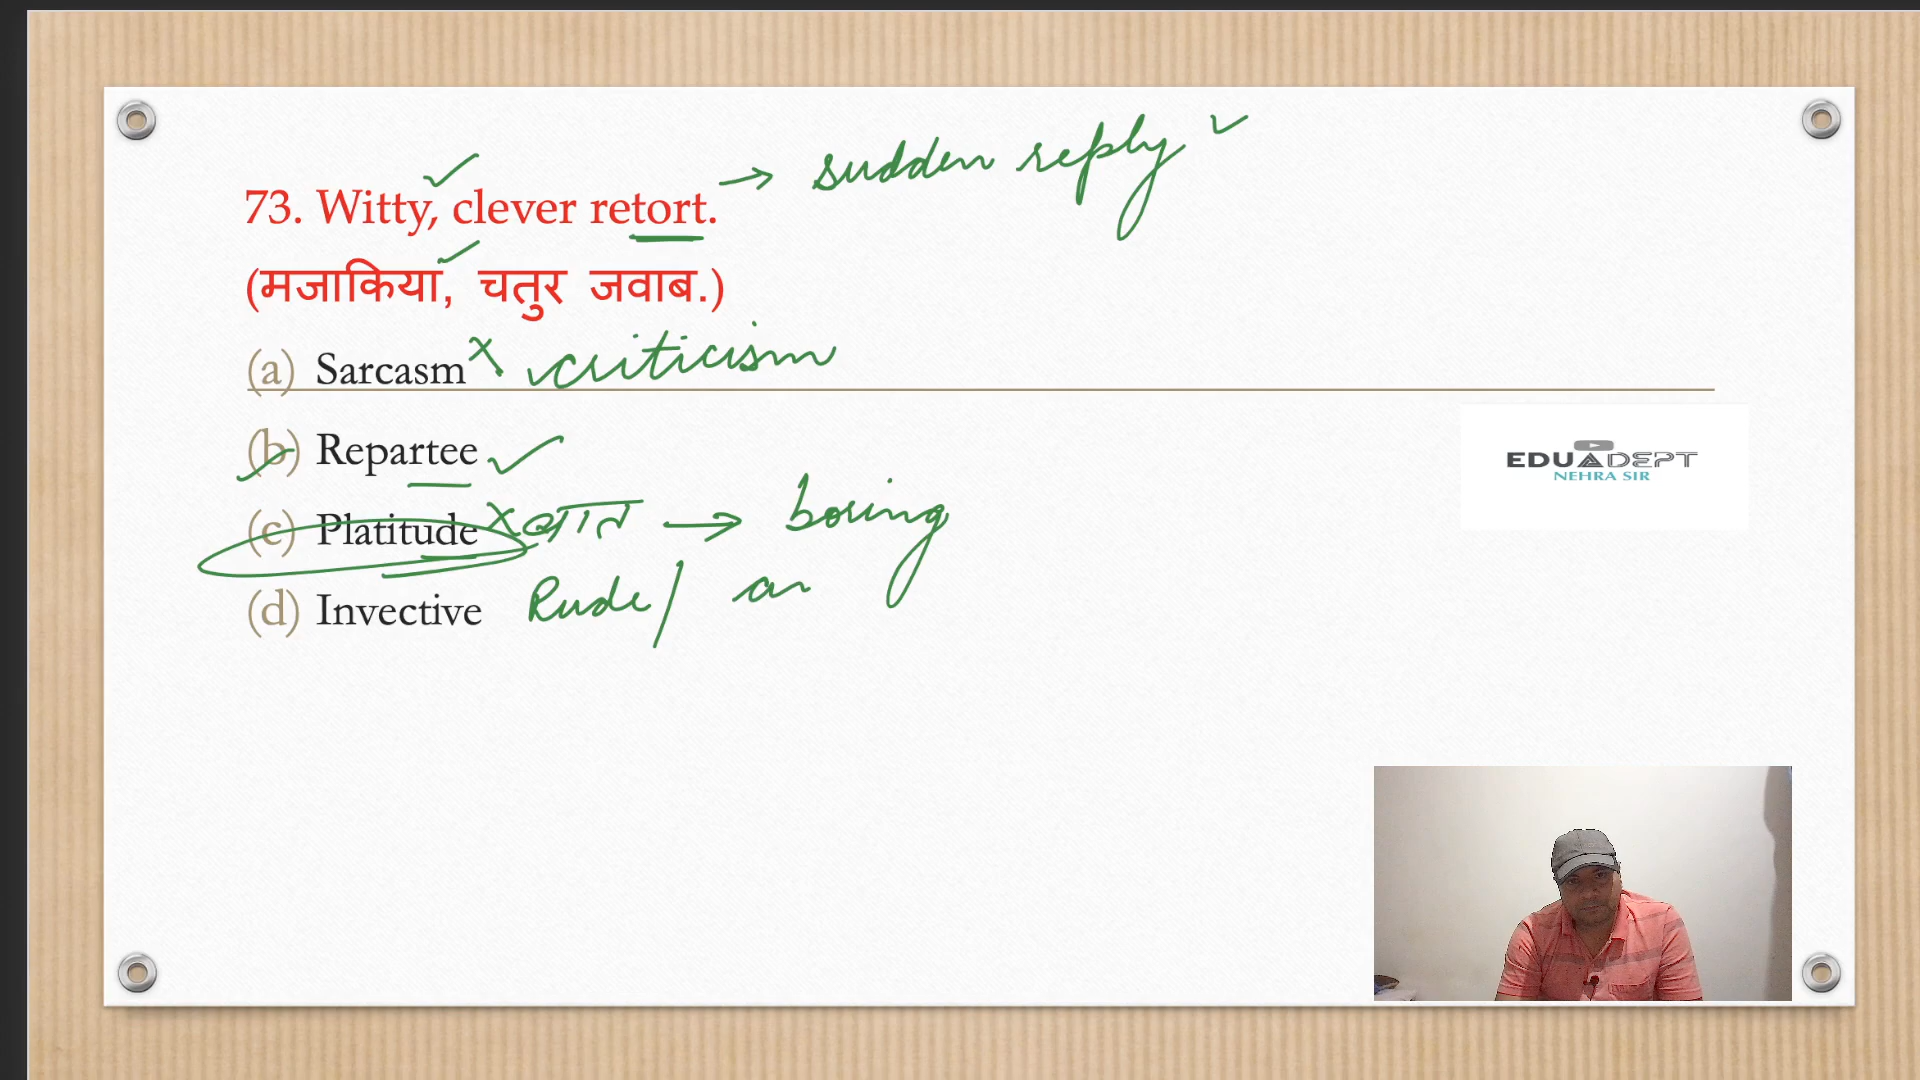 73. Witty, clever retort. → sudden reply ✓
(मजाकिया, चतुर जवाब.)
(a) Sarcasm x criticism
(b) Repartee ✓
(c) Platitude x बात → boring
(d) Invective Rude / an
EDUADEPT
NEHRA SIR